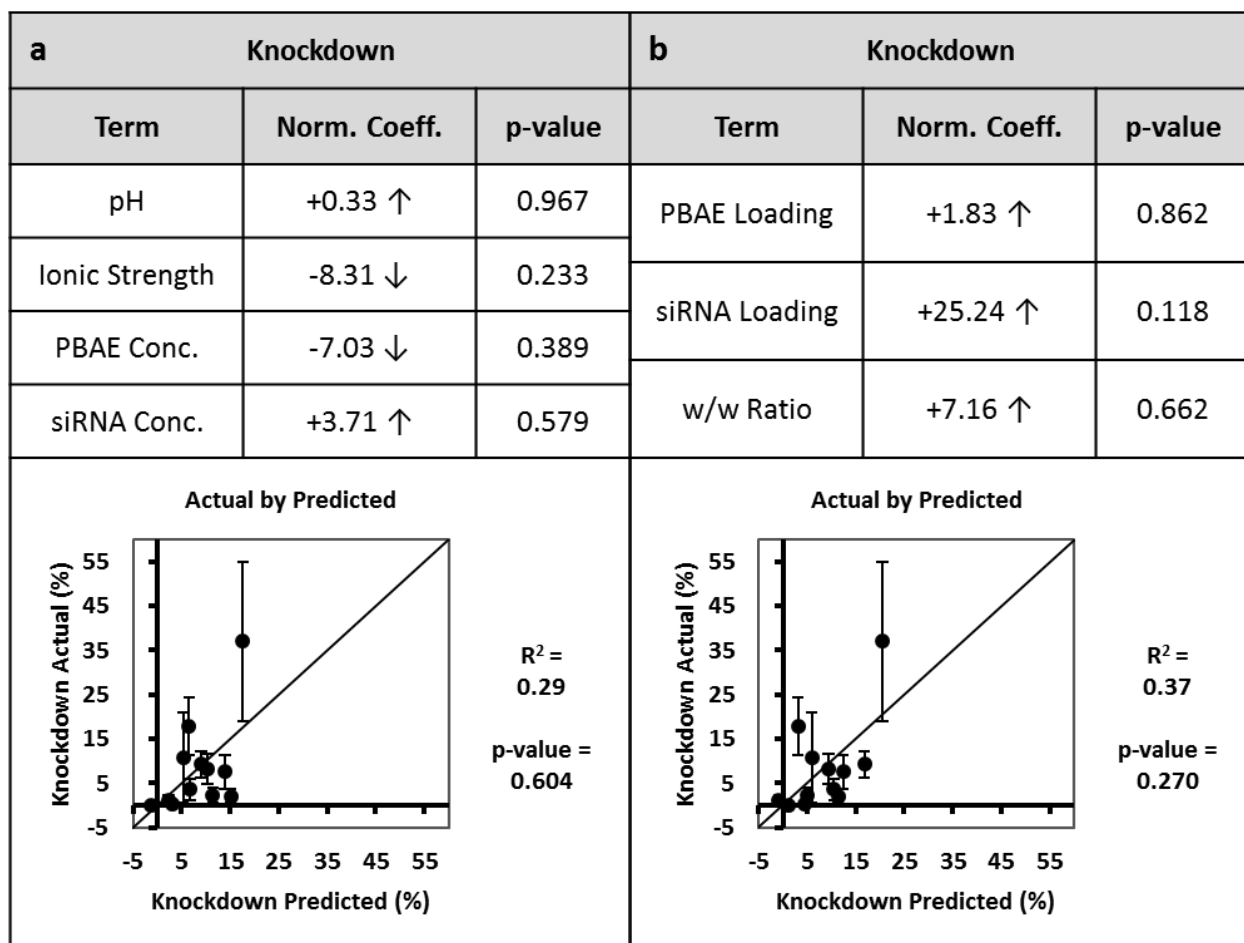 a Knockdown
Term Norm. Coeff. p-value
pH +0.33 ↑ 0.967
Ionic Strength -8.31 ↓ 0.233
PBAE Conc. -7.03 ↓ 0.389
siRNA Conc. +3.71 ↑ 0.579
Actual by Predicted
Knockdown Actual (%)
55
45
35
25
15
5
-5
-5 5 15 25 35 45 55
Knockdown Predicted (%)
R² =
0.29
p-value =
0.604
b Knockdown
Term Norm. Coeff. p-value
PBAE Loading +1.83 ↑ 0.862
siRNA Loading +25.24 ↑ 0.118
w/w Ratio +7.16 ↑ 0.662
Actual by Predicted
Knockdown Actual (%)
55
45
35
25
15
5
-5
-5 5 15 25 35 45 55
Knockdown Predicted (%)
R² =
0.37
p-value =
0.270